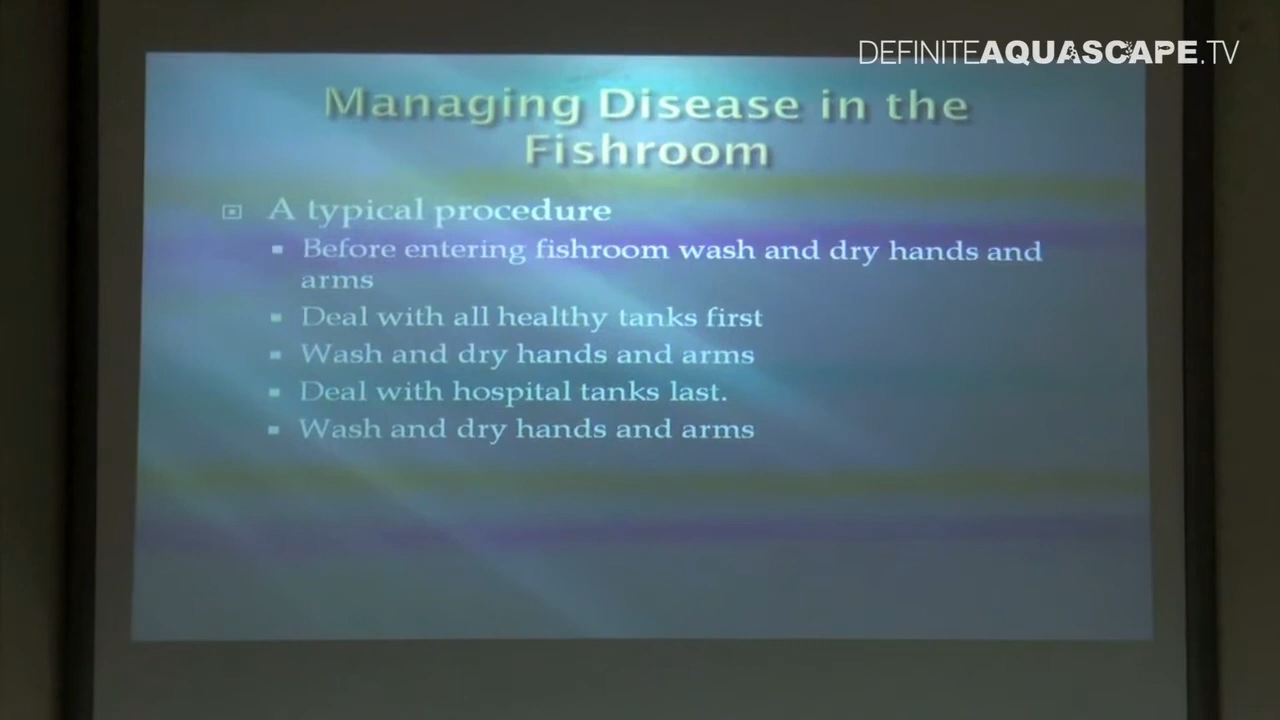 DEFINITEAQUASCAPE.TV
Managing Disease in the
Fishroom
A typical procedure
Before entering fishroom wash and dry hands and
arms
Deal with all healthy tanks first
Wash and dry hands and arms
Deal with hospital tanks last.
Wash and dry hands and arms